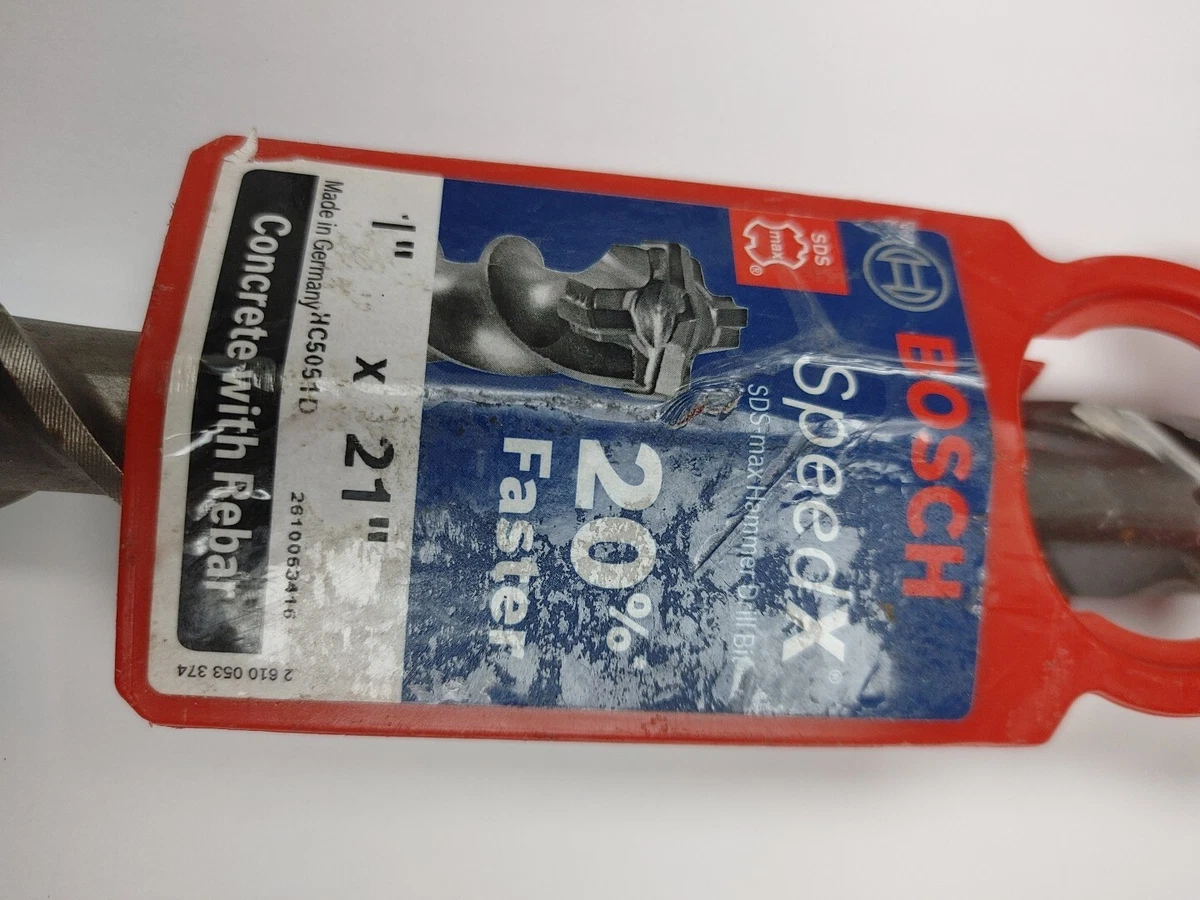 BOSCH
SDS
max
®
SpeedX®
SDS-max Hammer Drill Bit
20%
Faster
1" x 21"
Made in Germany HC5051
2610053416
Concrete with Rebar
2 610 053 374